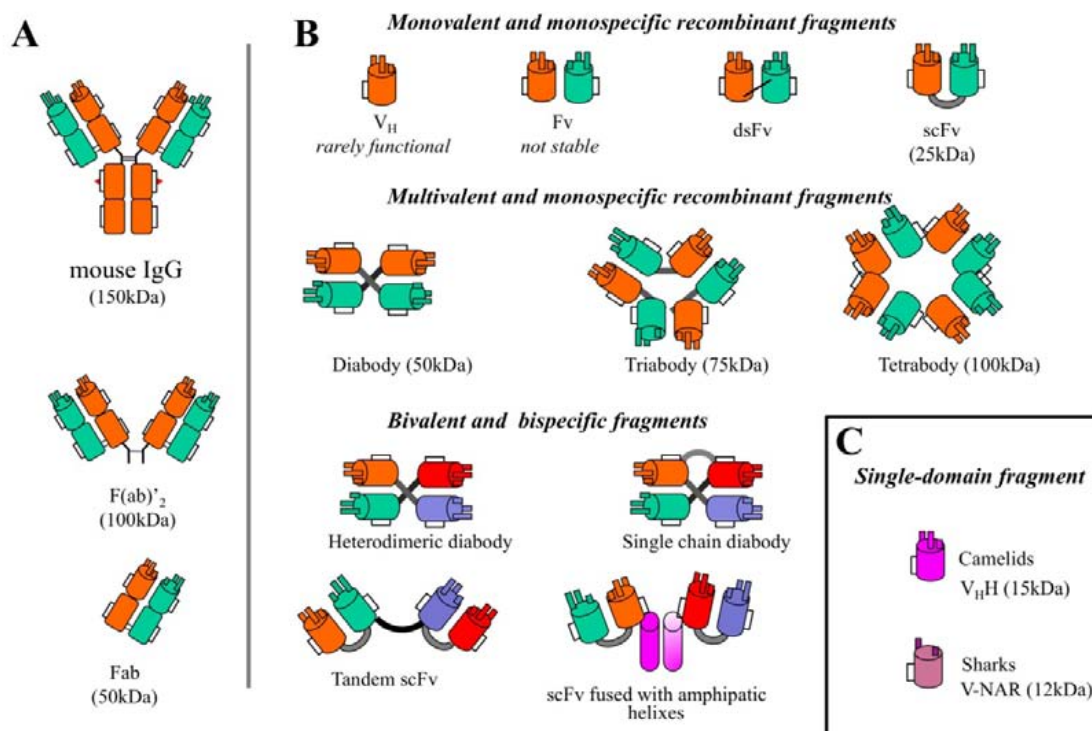 A
mouse IgG
(150kDa)
F(ab)’₂
(100kDa)
Fab
(50kDa)
B
Monovalent and monospecific recombinant fragments
V_H
rarely functional
Fv
not stable
dsFv
scFv
(25kDa)
Multivalent and monospecific recombinant fragments
Diabody (50kDa)
Triabody (75kDa)
Tetrabody (100kDa)
Bivalent and bispecific fragments
Heterodimeric diabody
Single chain diabody
Tandem scFv
scFv fused with amphipatic
helixes
C
Single-domain fragment
Camelids
V_HH (15kDa)
Sharks
V-NAR (12kDa)